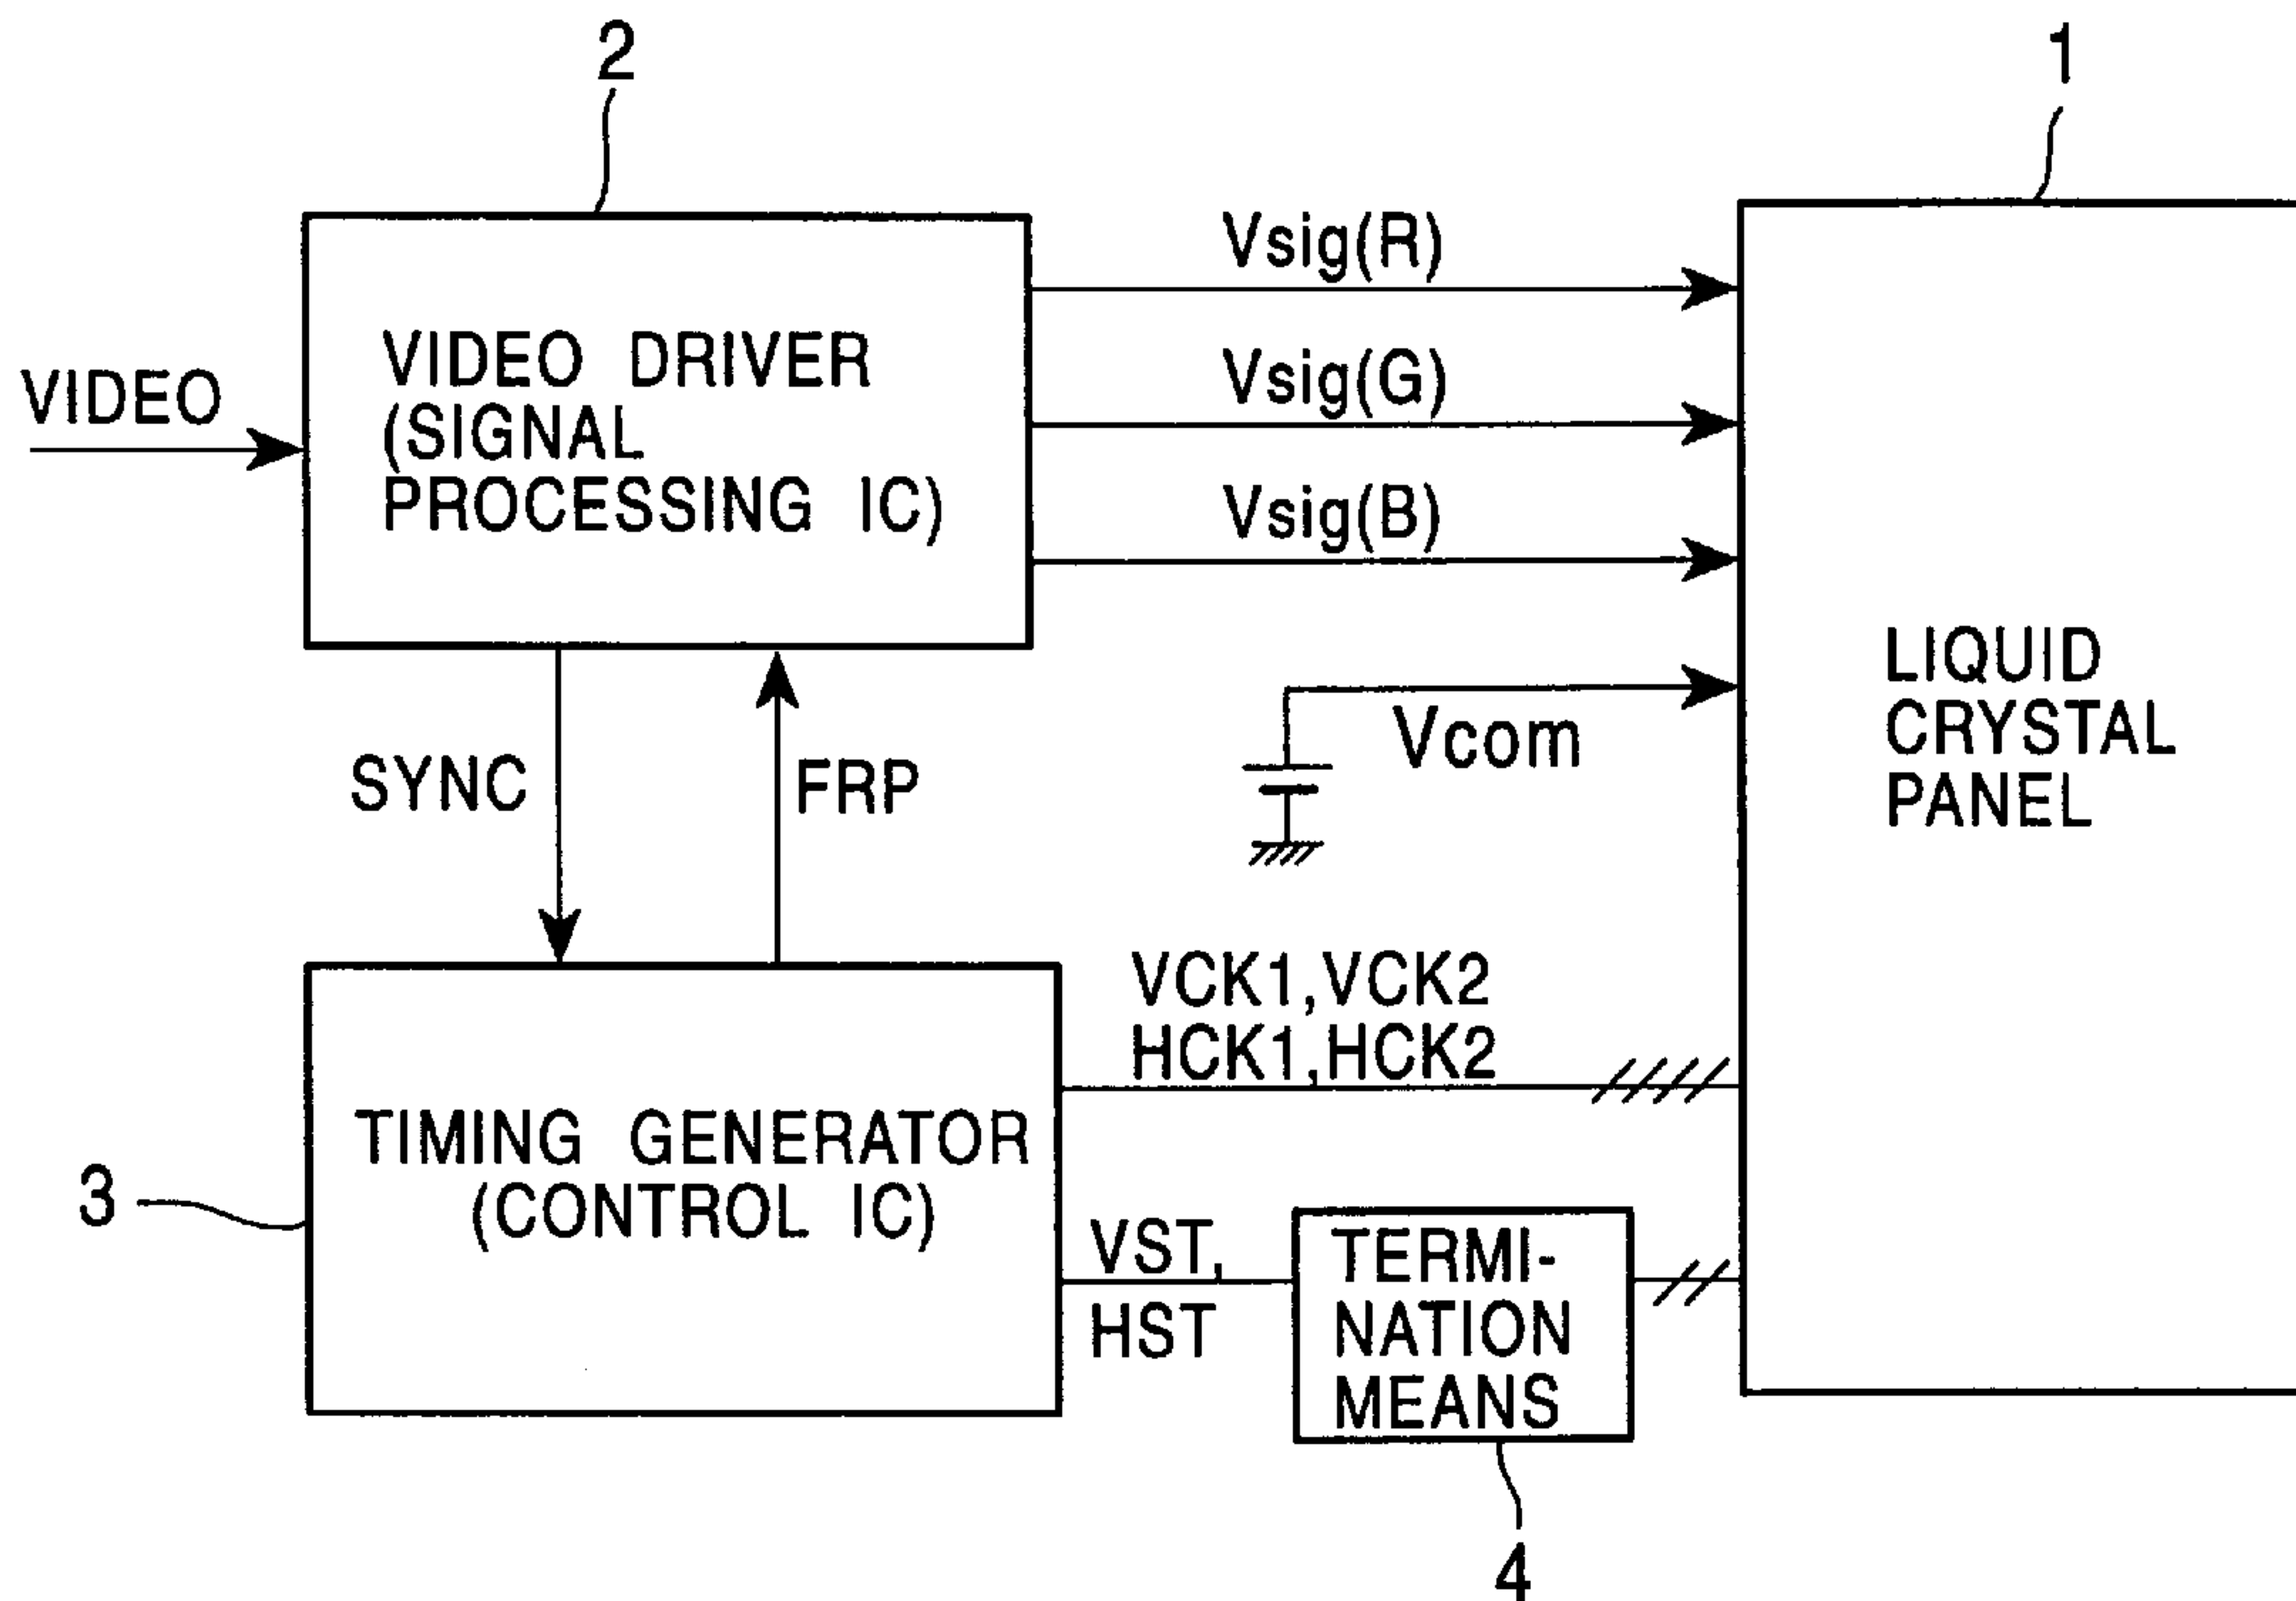 2
1
VIDEO
VIDEO DRIVER
(SIGNAL
PROCESSING IC)
Vsig(R)
Vsig(G)
Vsig(B)
Vcom
LIQUID
CRYSTAL
PANEL
SYNC
FRP
VCK1,VCK2
HCK1,HCK2
TIMING GENERATOR
(CONTROL IC)
3
VST,
HST
TERMI-
NATION
MEANS
4